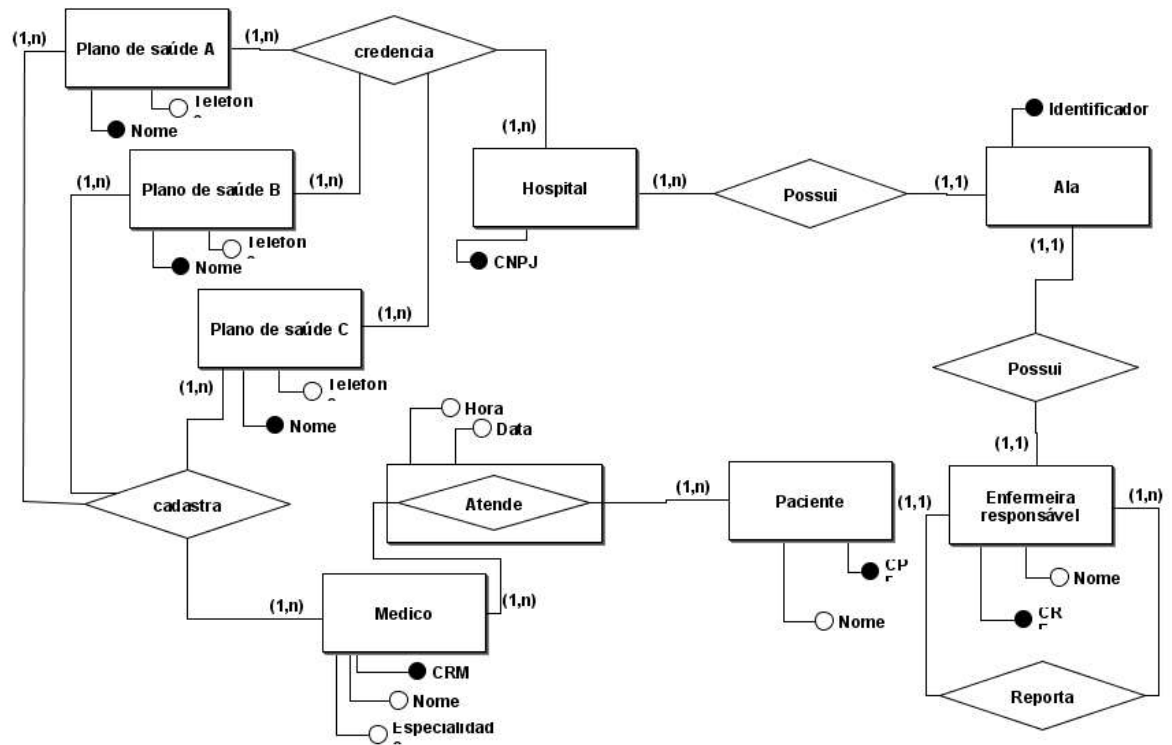 (1,n)
Plano de saúde A
(1,n)
credencia
Nome
(1,n)
Identificador
(1,n)
Plano de saúde B
(1,n)
Hospital
(1,n)
Possui
(1,1)
Ala
Nome
CNPJ
(1,1)
Plano de saúde C
(1,n)
(1,n)
Possui
Nome
Hora
Data
(1,1)
cadastra
Atende
(1,n)
Paciente
(1,1)
Enfermeira
responsável
(1,n)
Nome
Nome
(1,n)
Medico
(1,n)
CRM
Nome
Reporta